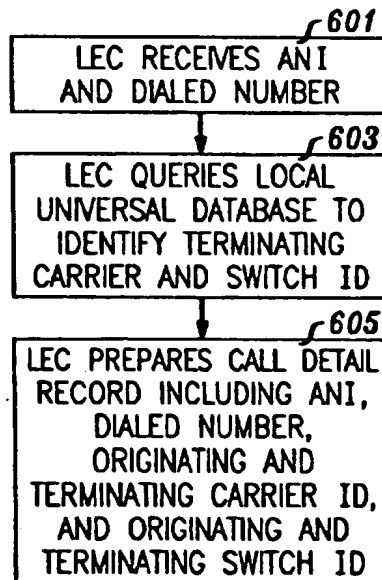 601
LEC RECEIVES ANI
AND DIALED NUMBER
603
LEC QUERIES LOCAL
UNIVERSAL DATABASE TO
IDENTIFY TERMINATING
CARRIER AND SWITCH ID
605
LEC PREPARES CALL DETAIL
RECORD INCLUDING ANI,
DIALED NUMBER,
ORIGINATING AND
TERMINATING CARRIER ID,
AND ORIGINATING AND
TERMINATING SWITCH ID